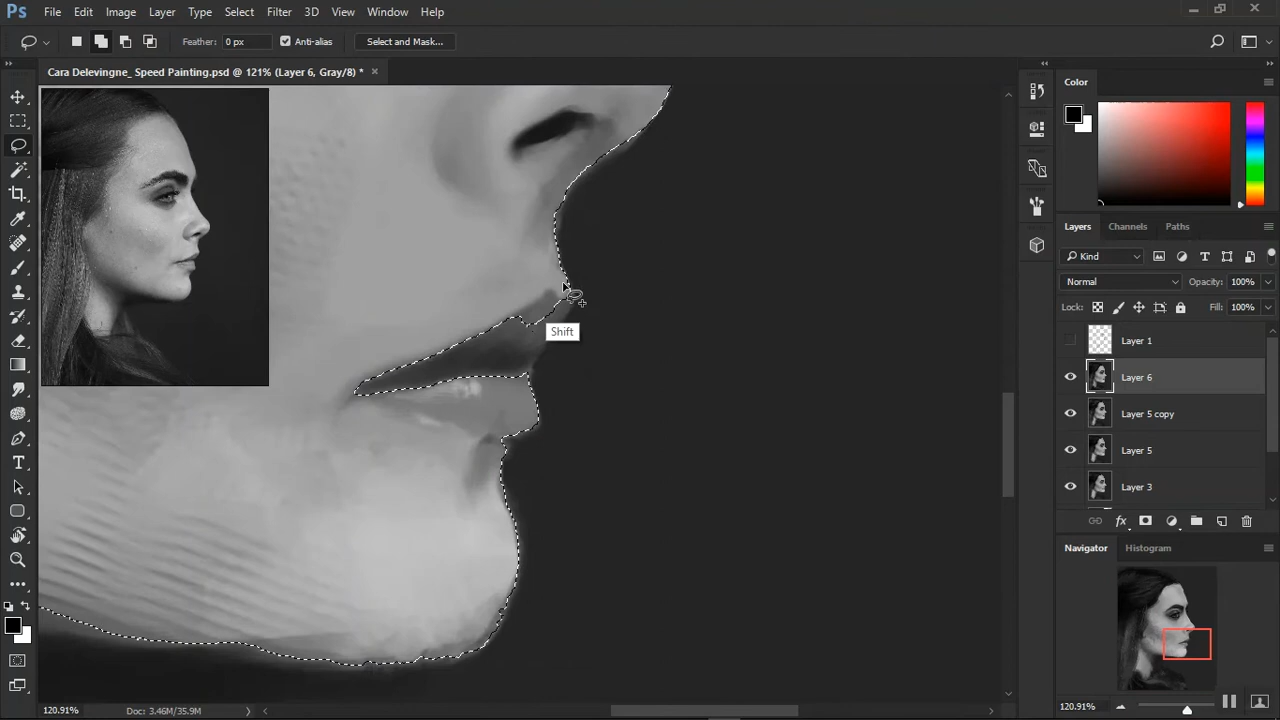 Ps File Edit Image Layer Type Select Filter 3D View Window Help
Feather: 0 px Anti-alias Select and Mask...
Cara Delevingne_ Speed Painting.psd @ 121% (Layer 6, Gray/8) * ×
Color
Shift
Layers Channels Paths
Kind
Normal Opacity: 100%
Lock: Fill: 100%
Layer 1
Layer 6
Layer 5 copy
Layer 5
Layer 3
fx
Navigator Histogram
120.91%
120.91% Doc: 3.46M/35.9M